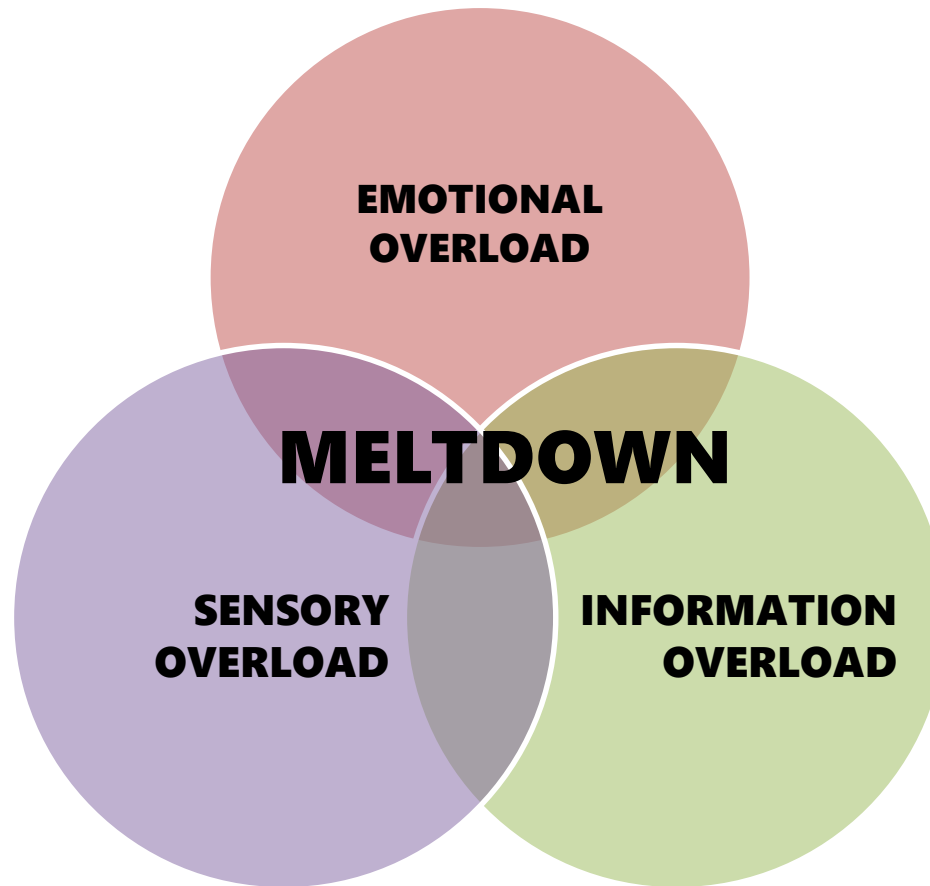 EMOTIONAL
OVERLOAD
MELTDOWN
SENSORY
OVERLOAD
INFORMATION
OVERLOAD